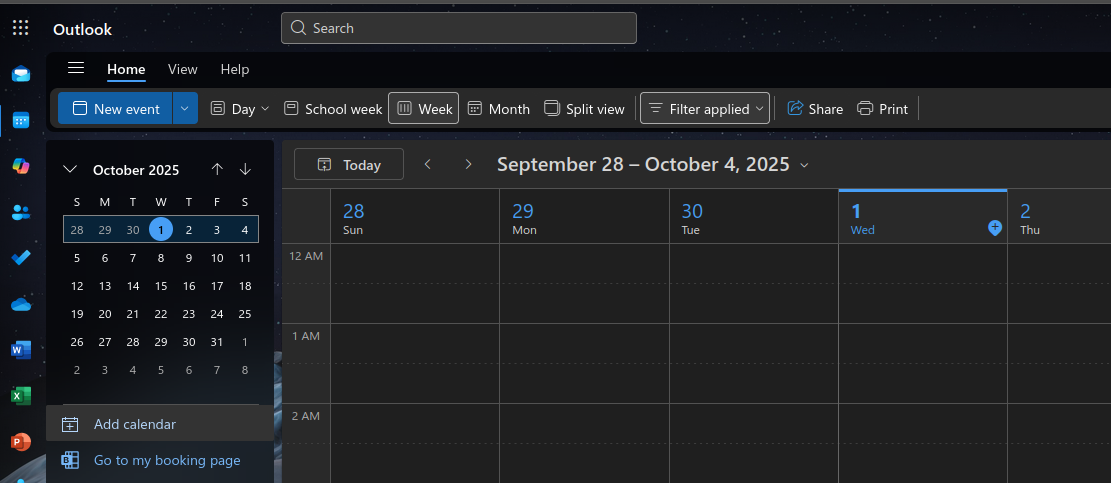 Outlook
Search
Home View Help
New event Day School week Week Month Split view Filter applied Share Print
October 2025
S M T W T F S
28 29 30 1 2 3 4
5 6 7 8 9 10 11
12 13 14 15 16 17 18
19 20 21 22 23 24 25
26 27 28 29 30 31 1
2 3 4 5 6 7 8
Add calendar
Go to my booking page
Today September 28 – October 4, 2025
28 29 30 1 2
Sun Mon Tue Wed Thu
12 AM
1 AM
2 AM
W
X
P
B